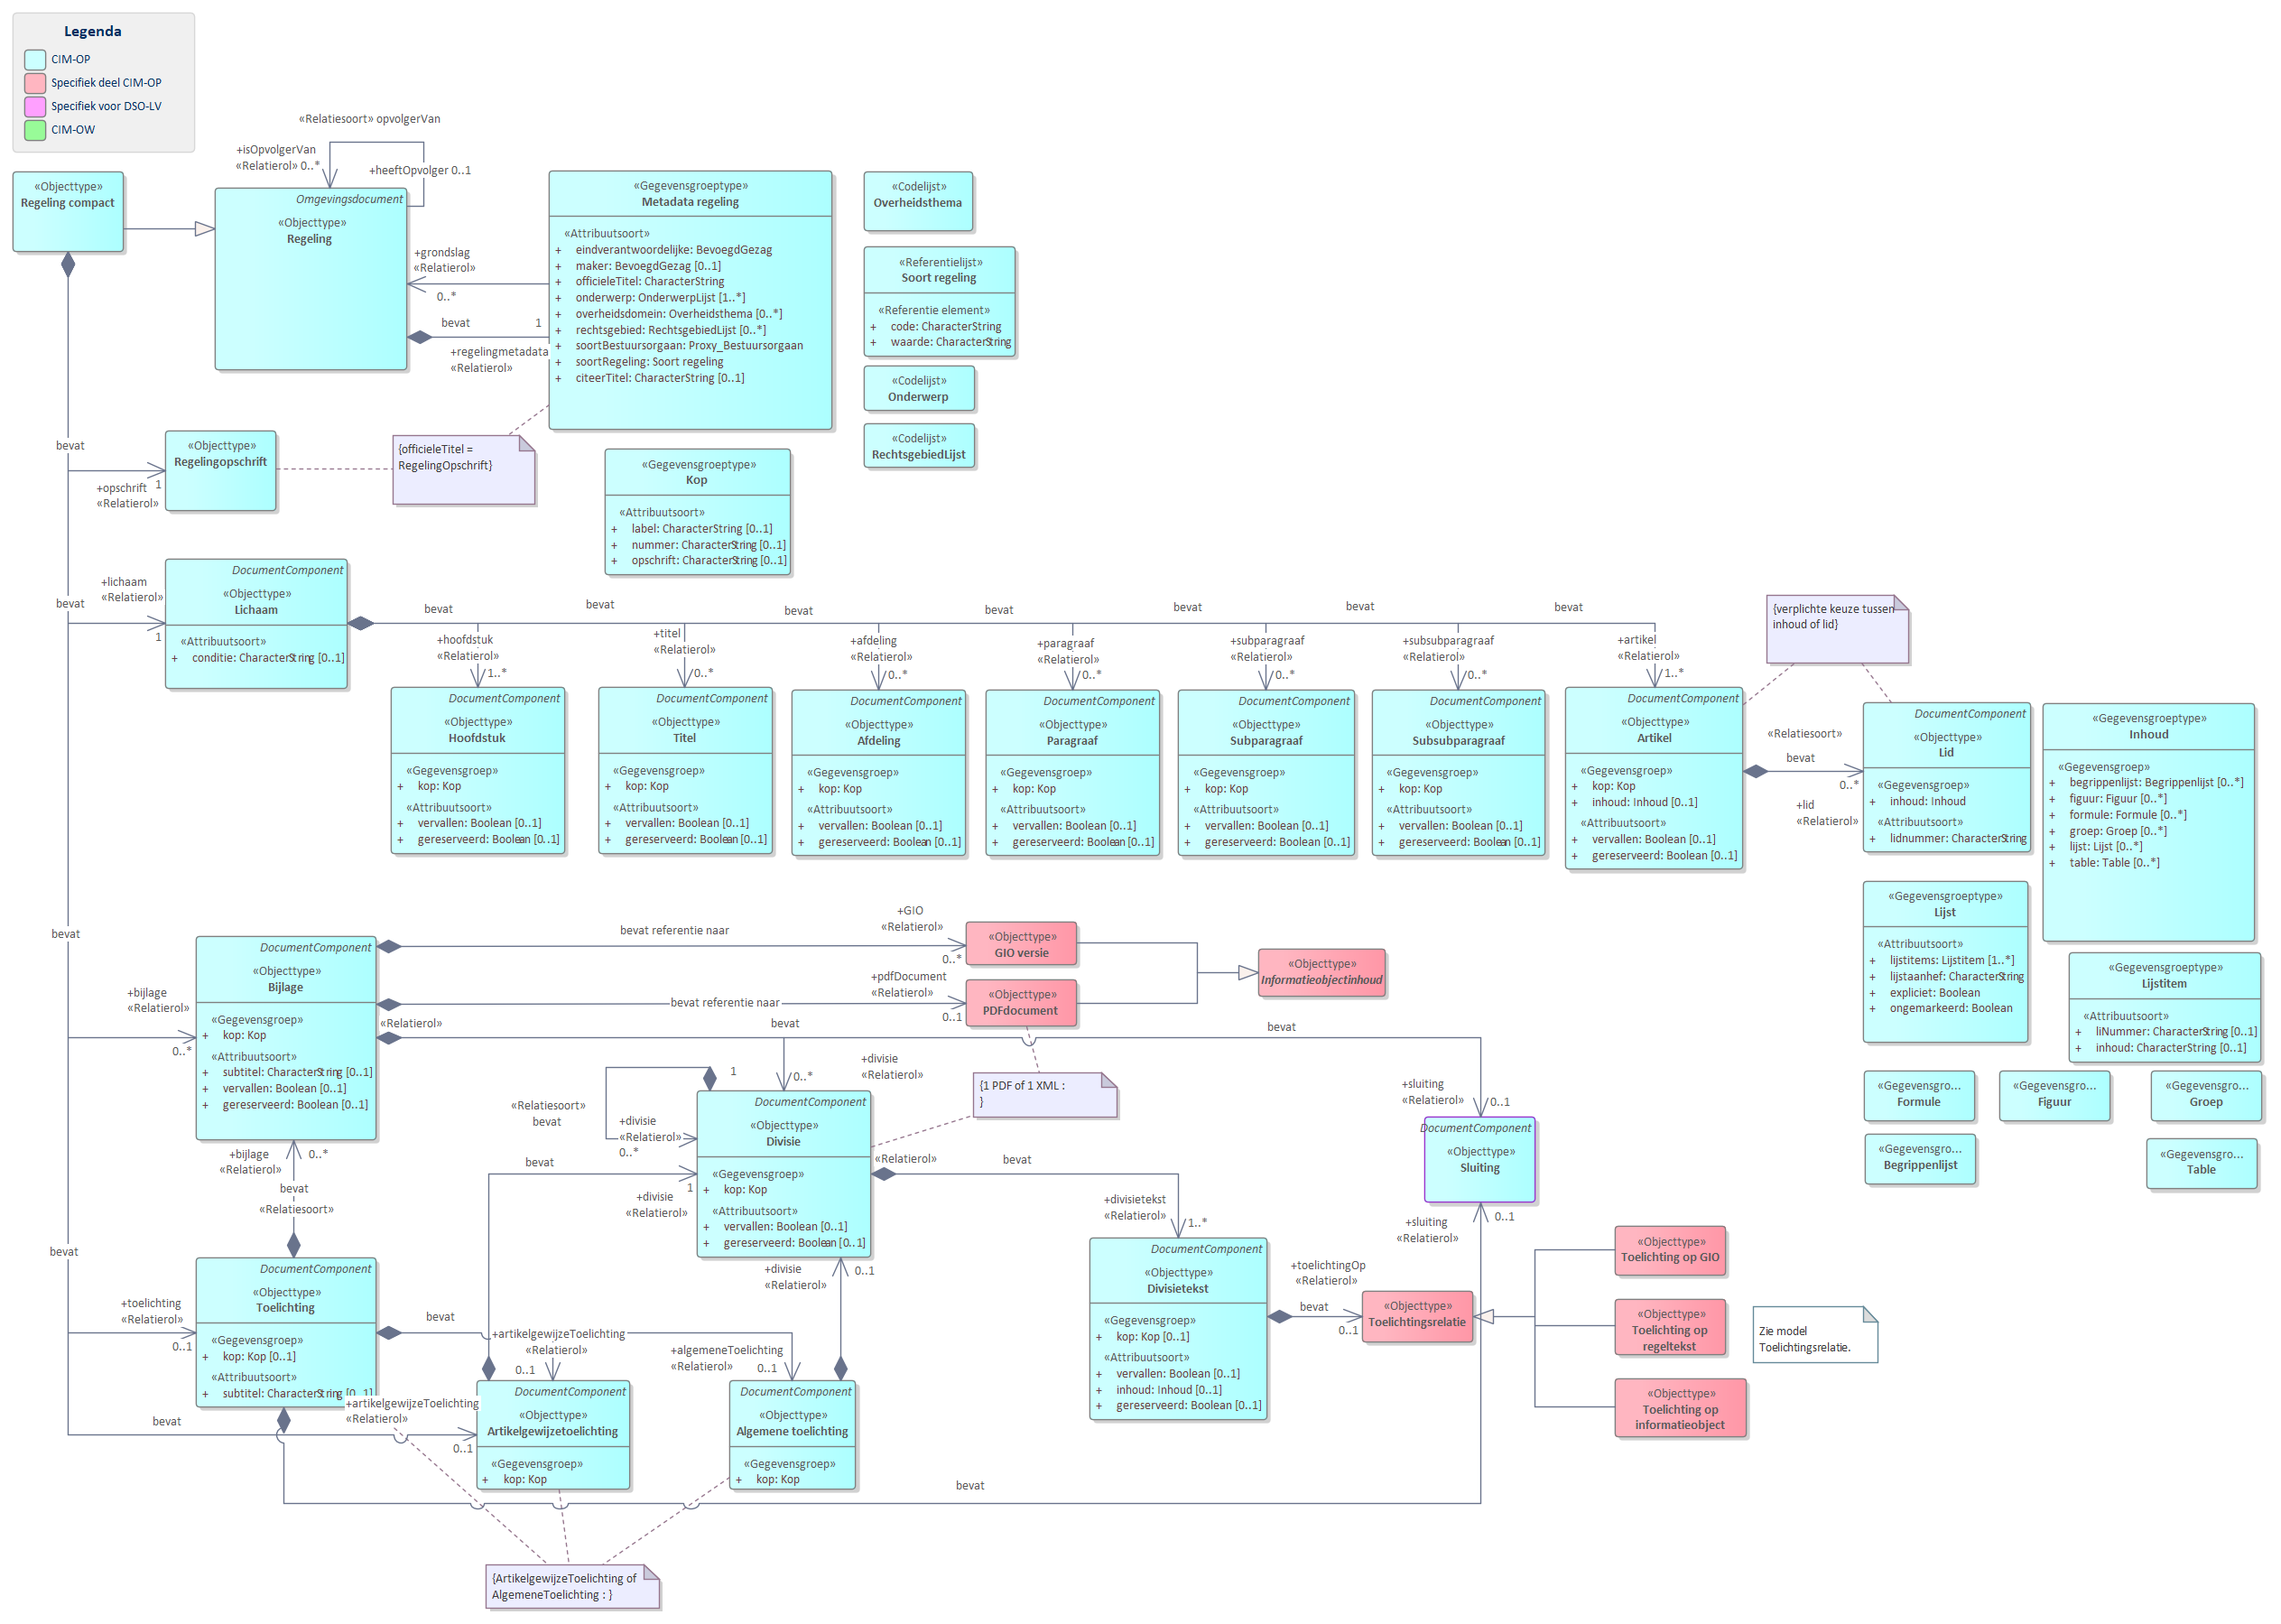 Legenda
CIM-OP
Specifiek deel CIM-OP
Specifiek voor DSO-LV
CIM-OW
«Relatiesoort» opvolgerVan
+isOpvolgerVan
«Relatierol» 0..*
+heeftOpvolger 0..1
«Objecttype»
Regeling compact
Omgevingsdocument
«Objecttype»
Regeling
+grondslag
«Relatierol»
0..*
bevat
1
+regelingmetadata
«Relatierol»
«Gegevensgroeptype»
Metadata regeling
«Attribuutsoort»
+ eindverantwoordelijke: BevoegdGezag
+ maker: BevoegdGezag [0..1]
+ officieleTitel: CharacterString
+ onderwerp: OnderwerpLijst [1..*]
+ overheidsdomein: Overheidsthema [0..*]
+ rechtsgebied: RechtsgebiedLijst [0..*]
+ soortBestuursorgaan: Proxy_Bestuursorgaan
+ soortRegeling: Soort regeling
+ citeerTitel: CharacterString [0..1]
«Codelijst»
Overheidsthema
«Referentielijst»
Soort regeling
«Referentie element»
+ code: CharacterString
+ waarde: CharacterString
«Codelijst»
Onderwerp
«Codelijst»
RechtsgebiedLijst
bevat
+opschrift
1
«Relatierol»
«Objecttype»
Regelingopschrift
{officieleTitel =
RegelingOpschrift}
«Gegevensgroeptype»
Kop
«Attribuutsoort»
+ label: CharacterString [0..1]
+ nummer: CharacterString [0..1]
+ opschrift: CharacterString [0..1]
+lichaam
«Relatierol»
bevat
1
DocumentComponent
«Objecttype»
Lichaam
«Attribuutsoort»
+ conditie: CharacterString [0..1]
bevat
bevat
bevat
bevat
bevat
bevat
bevat
+hoofdstuk
«Relatierol»
1..*
+titel
«Relatierol»
0..*
+afdeling
«Relatierol»
0..*
+paragraaf
«Relatierol»
0..*
+subparagraaf
«Relatierol»
0..*
+subsubparagraaf
«Relatierol»
0..*
+artikel
«Relatierol»
1..*
{verplichte keuze tussen
inhoud of lid}
DocumentComponent
«Objecttype»
Hoofdstuk
«Gegevensgroep»
+ kop: Kop
«Attribuutsoort»
+ vervallen: Boolean [0..1]
+ gereserveerd: Boolean [0..1]
DocumentComponent
«Objecttype»
Titel
«Gegevensgroep»
+ kop: Kop
«Attribuutsoort»
+ vervallen: Boolean [0..1]
+ gereserveerd: Boolean [0..1]
DocumentComponent
«Objecttype»
Afdeling
«Gegevensgroep»
+ kop: Kop
«Attribuutsoort»
+ vervallen: Boolean [0..1]
+ gereserveerd: Boolean [0..1]
DocumentComponent
«Objecttype»
Paragraaf
«Gegevensgroep»
+ kop: Kop
«Attribuutsoort»
+ vervallen: Boolean [0..1]
+ gereserveerd: Boolean [0..1]
DocumentComponent
«Objecttype»
Subparagraaf
«Gegevensgroep»
+ kop: Kop
«Attribuutsoort»
+ vervallen: Boolean [0..1]
+ gereserveerd: Boolean [0..1]
DocumentComponent
«Objecttype»
Subsubparagraaf
«Gegevensgroep»
+ kop: Kop
«Attribuutsoort»
+ vervallen: Boolean [0..1]
+ gereserveerd: Boolean [0..1]
DocumentComponent
«Objecttype»
Artikel
«Gegevensgroep»
+ kop: Kop
+ inhoud: Inhoud [0..1]
«Attribuutsoort»
+ vervallen: Boolean [0..1]
+ gereserveerd: Boolean [0..1]
«Relatiesoort»
bevat
0..*
+lid
«Relatierol»
DocumentComponent
«Objecttype»
Lid
«Gegevensgroep»
+ inhoud: Inhoud
«Attribuutsoort»
+ lidnummer: CharacterString
«Gegevensgroeptype»
Inhoud
«Gegevensgroep»
+ begrippenlijst: Begrippenlijst [0..*]
+ figuur: Figuur [0..*]
+ formule: Formule [0..*]
+ groep: Groep [0..*]
+ lijst: Lijst [0..*]
+ table: Table [0..*]
«Gegevensgroeptype»
Lijst
«Attribuutsoort»
+ lijstitems: Lijstitem [1..*]
+ lijstaanhef: CharacterString
+ expliciet: Boolean
+ ongemarkeerd: Boolean
«Gegevensgroeptype»
Lijstitem
«Attribuutsoort»
+ liNummer: CharacterString [0..1]
+ inhoud: CharacterString [0..1]
«Gegevensgro...
Formule
«Gegevensgro...
Figuur
«Gegevensgro...
Groep
«Gegevensgro...
Begrippenlijst
«Gegevensgro...
Table
bevat
+bijlage
«Relatierol»
0..*
DocumentComponent
«Objecttype»
Bijlage
«Gegevensgroep»
+ kop: Kop
«Attribuutsoort»
+ subtitel: CharacterString [0..1]
+ vervallen: Boolean [0..1]
+ gereserveerd: Boolean [0..1]
bevat referentie naar
+GIO
«Relatierol»
0..*
«Objecttype»
GIO versie
bevat referentie naar
+pdfDocument
«Relatierol»
0..1
«Objecttype»
PDFdocument
«Objecttype»
Informatieobjectinhoud
«Relatierol»
bevat
bevat
0..*
+divisie
«Relatierol»
{1 PDF of 1 XML :
}
1
«Relatiesoort»
bevat
+divisie
«Relatierol»
0..*
DocumentComponent
«Objecttype»
Divisie
«Gegevensgroep»
+ kop: Kop
«Attribuutsoort»
+ vervallen: Boolean [0..1]
+ gereserveerd: Boolean [0..1]
bevat
1
+divisie
«Relatierol»
«Relatierol»
bevat
+divisietekst
«Relatierol»
1..*
+sluiting
«Relatierol»
0..1
DocumentComponent
«Objecttype»
Sluiting
+sluiting
«Relatierol»
0..1
+bijlage
«Relatierol»
0..*
bevat
«Relatiesoort»
bevat
+toelichting
«Relatierol»
0..1
DocumentComponent
«Objecttype»
Toelichting
«Gegevensgroep»
+ kop: Kop [0..1]
«Attribuutsoort»
+ subtitel: CharacterString [0..1]
bevat
+artikelgewijzeToelichting
«Relatierol»
0..1
+algemeneToelichting
«Relatierol»
0..1
+divisie
«Relatierol»
0..1
DocumentComponent
«Objecttype»
Divisietekst
«Gegevensgroep»
+ kop: Kop [0..1]
«Attribuutsoort»
+ vervallen: Boolean [0..1]
+ inhoud: Inhoud [0..1]
+ gereserveerd: Boolean [0..1]
+toelichtingOp
«Relatierol»
bevat
0..1
«Objecttype»
Toelichtingsrelatie
«Objecttype»
Toelichting op GIO
«Objecttype»
Toelichting op
regeltekst
«Objecttype»
Toelichting op
informatieobject
Zie model
Toelichtingsrelatie.
bevat
+artikelgewijzeToelichting
«Relatierol»
0..1
DocumentComponent
«Objecttype»
Artikelgewijzetoelichting
«Gegevensgroep»
+ kop: Kop
DocumentComponent
«Objecttype»
Algemene toelichting
«Gegevensgroep»
+ kop: Kop
bevat
{ArtikelgewijzeToelichting of
AlgemeneToelichting : }